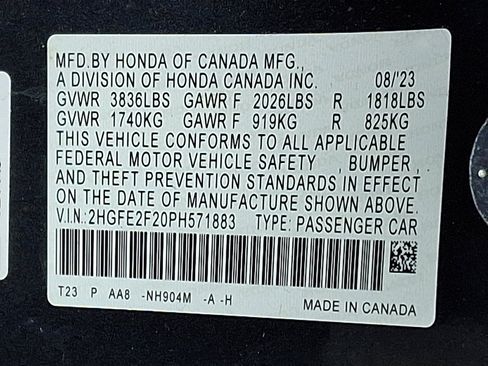 MFD.BY HONDA OF CANADA MFG.,
A DIVISION OF HONDA CANADA INC. 08/'23
GVWR 3836LBS GAWR F 2026LBS R 1818LBS
GVWR 1740KG GAWR F 919KG R 825KG
THIS VEHICLE CONFORMS TO ALL APPLICABLE
FEDERAL MOTOR VEHICLE SAFETY , BUMPER ,
AND THEFT PREVENTION STANDARDS IN EFFECT
ON THE DATE OF MANUFACTURE SHOWN ABOVE.
V.I.N.: 2HGFE2F20PH571883 TYPE: PASSENGER CAR
T23 P AA8 -NH904M -A -H
MADE IN CANADA